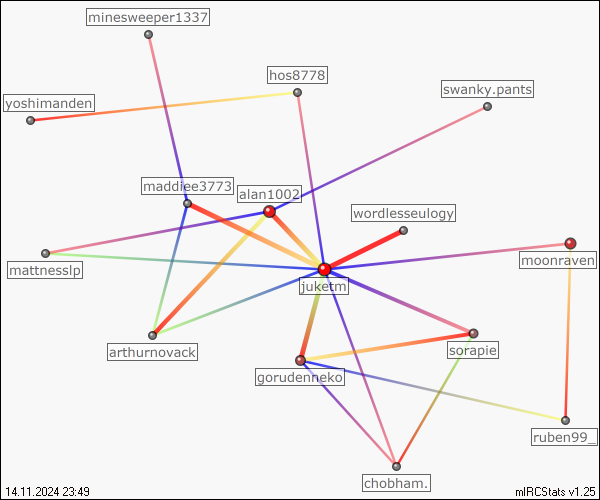 minesweeper1337
hos8778
swanky.pants
yoshimanden
maddiee3773
alan1002
wordlesseulogy
moonraven
mattnesslp
juketm
arthurnovack
sorapie
gorudenneko
ruben99_
chobham.
14.11.2024 23:49
mIRCStats v1.25